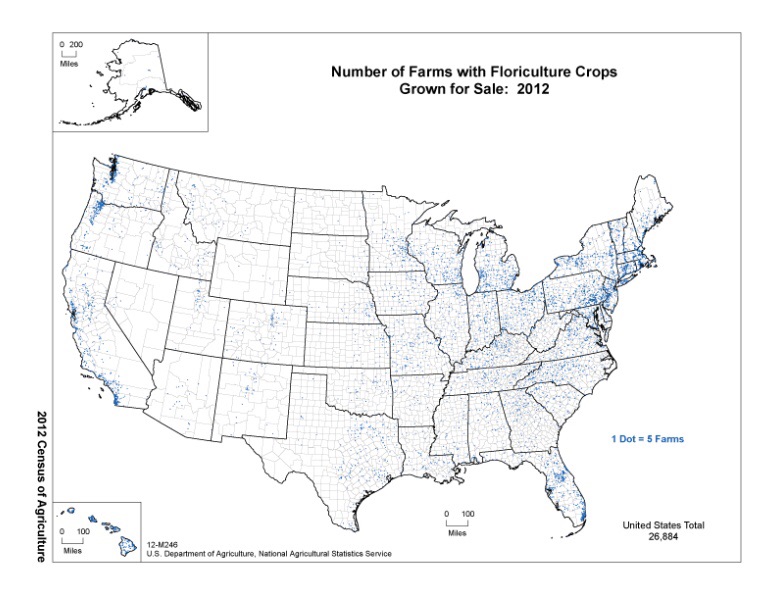 0 200
Miles
Number of Farms with Floriculture Crops
Grown for Sale: 2012
2012 Census of Agriculture
1 Dot = 5 Farms
0 100
Miles
0 100
Miles
United States Total
26,884
12-M246
U.S. Department of Agriculture, National Agricultural Statistics Service